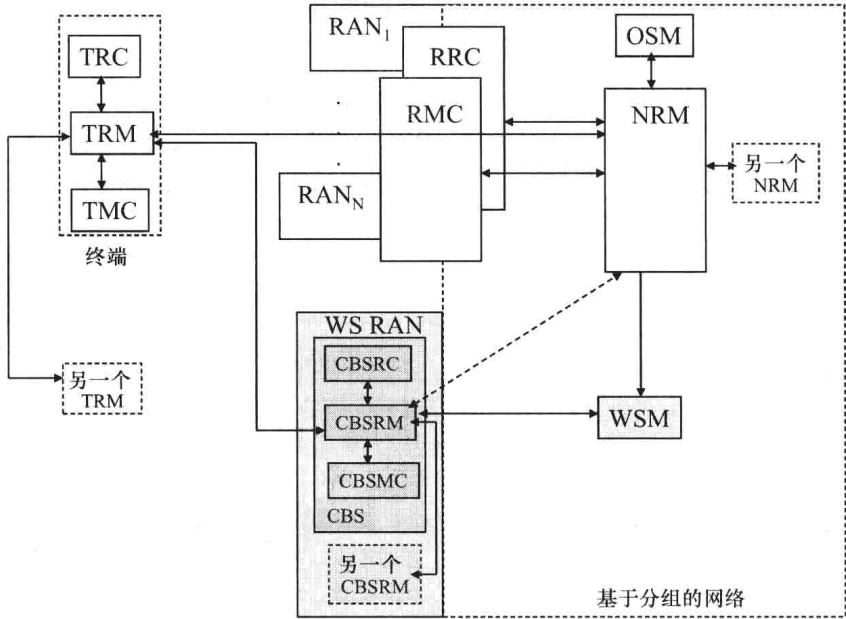 TRC
TRM
TMC
终端
另一个
TRM
RAN1
RRC
RMC
RANN
OSM
NRM
另一个
NRM
WS RAN
CBSRC
CBSRM
CBSMC
CBS
另一个
CBSRM
WSM
基于分组的网络